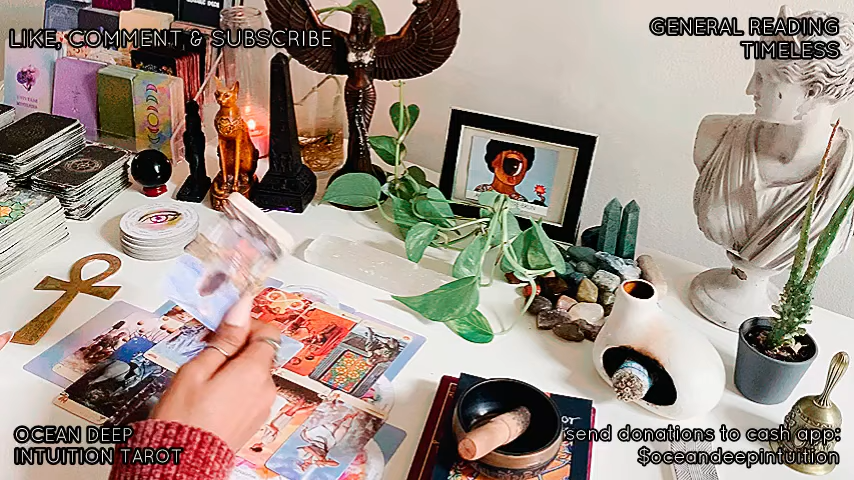 LIKE, COMMENT & SUBSCRIBE
GENERAL READING
TIMELESS
OCEAN DEEP
INTUITION TAROT
send donations to cash app:
$oceandeepintuition